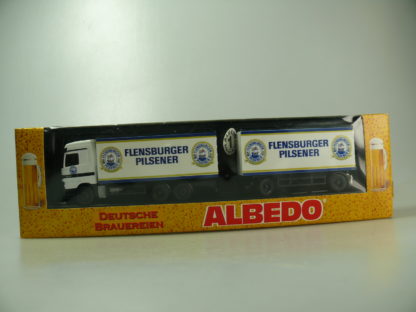 FLENSBURGER
PILSENER
FLENSBURGER
PILSENER
DEUTSCHE
BRAUEREIEN
ALBEDO